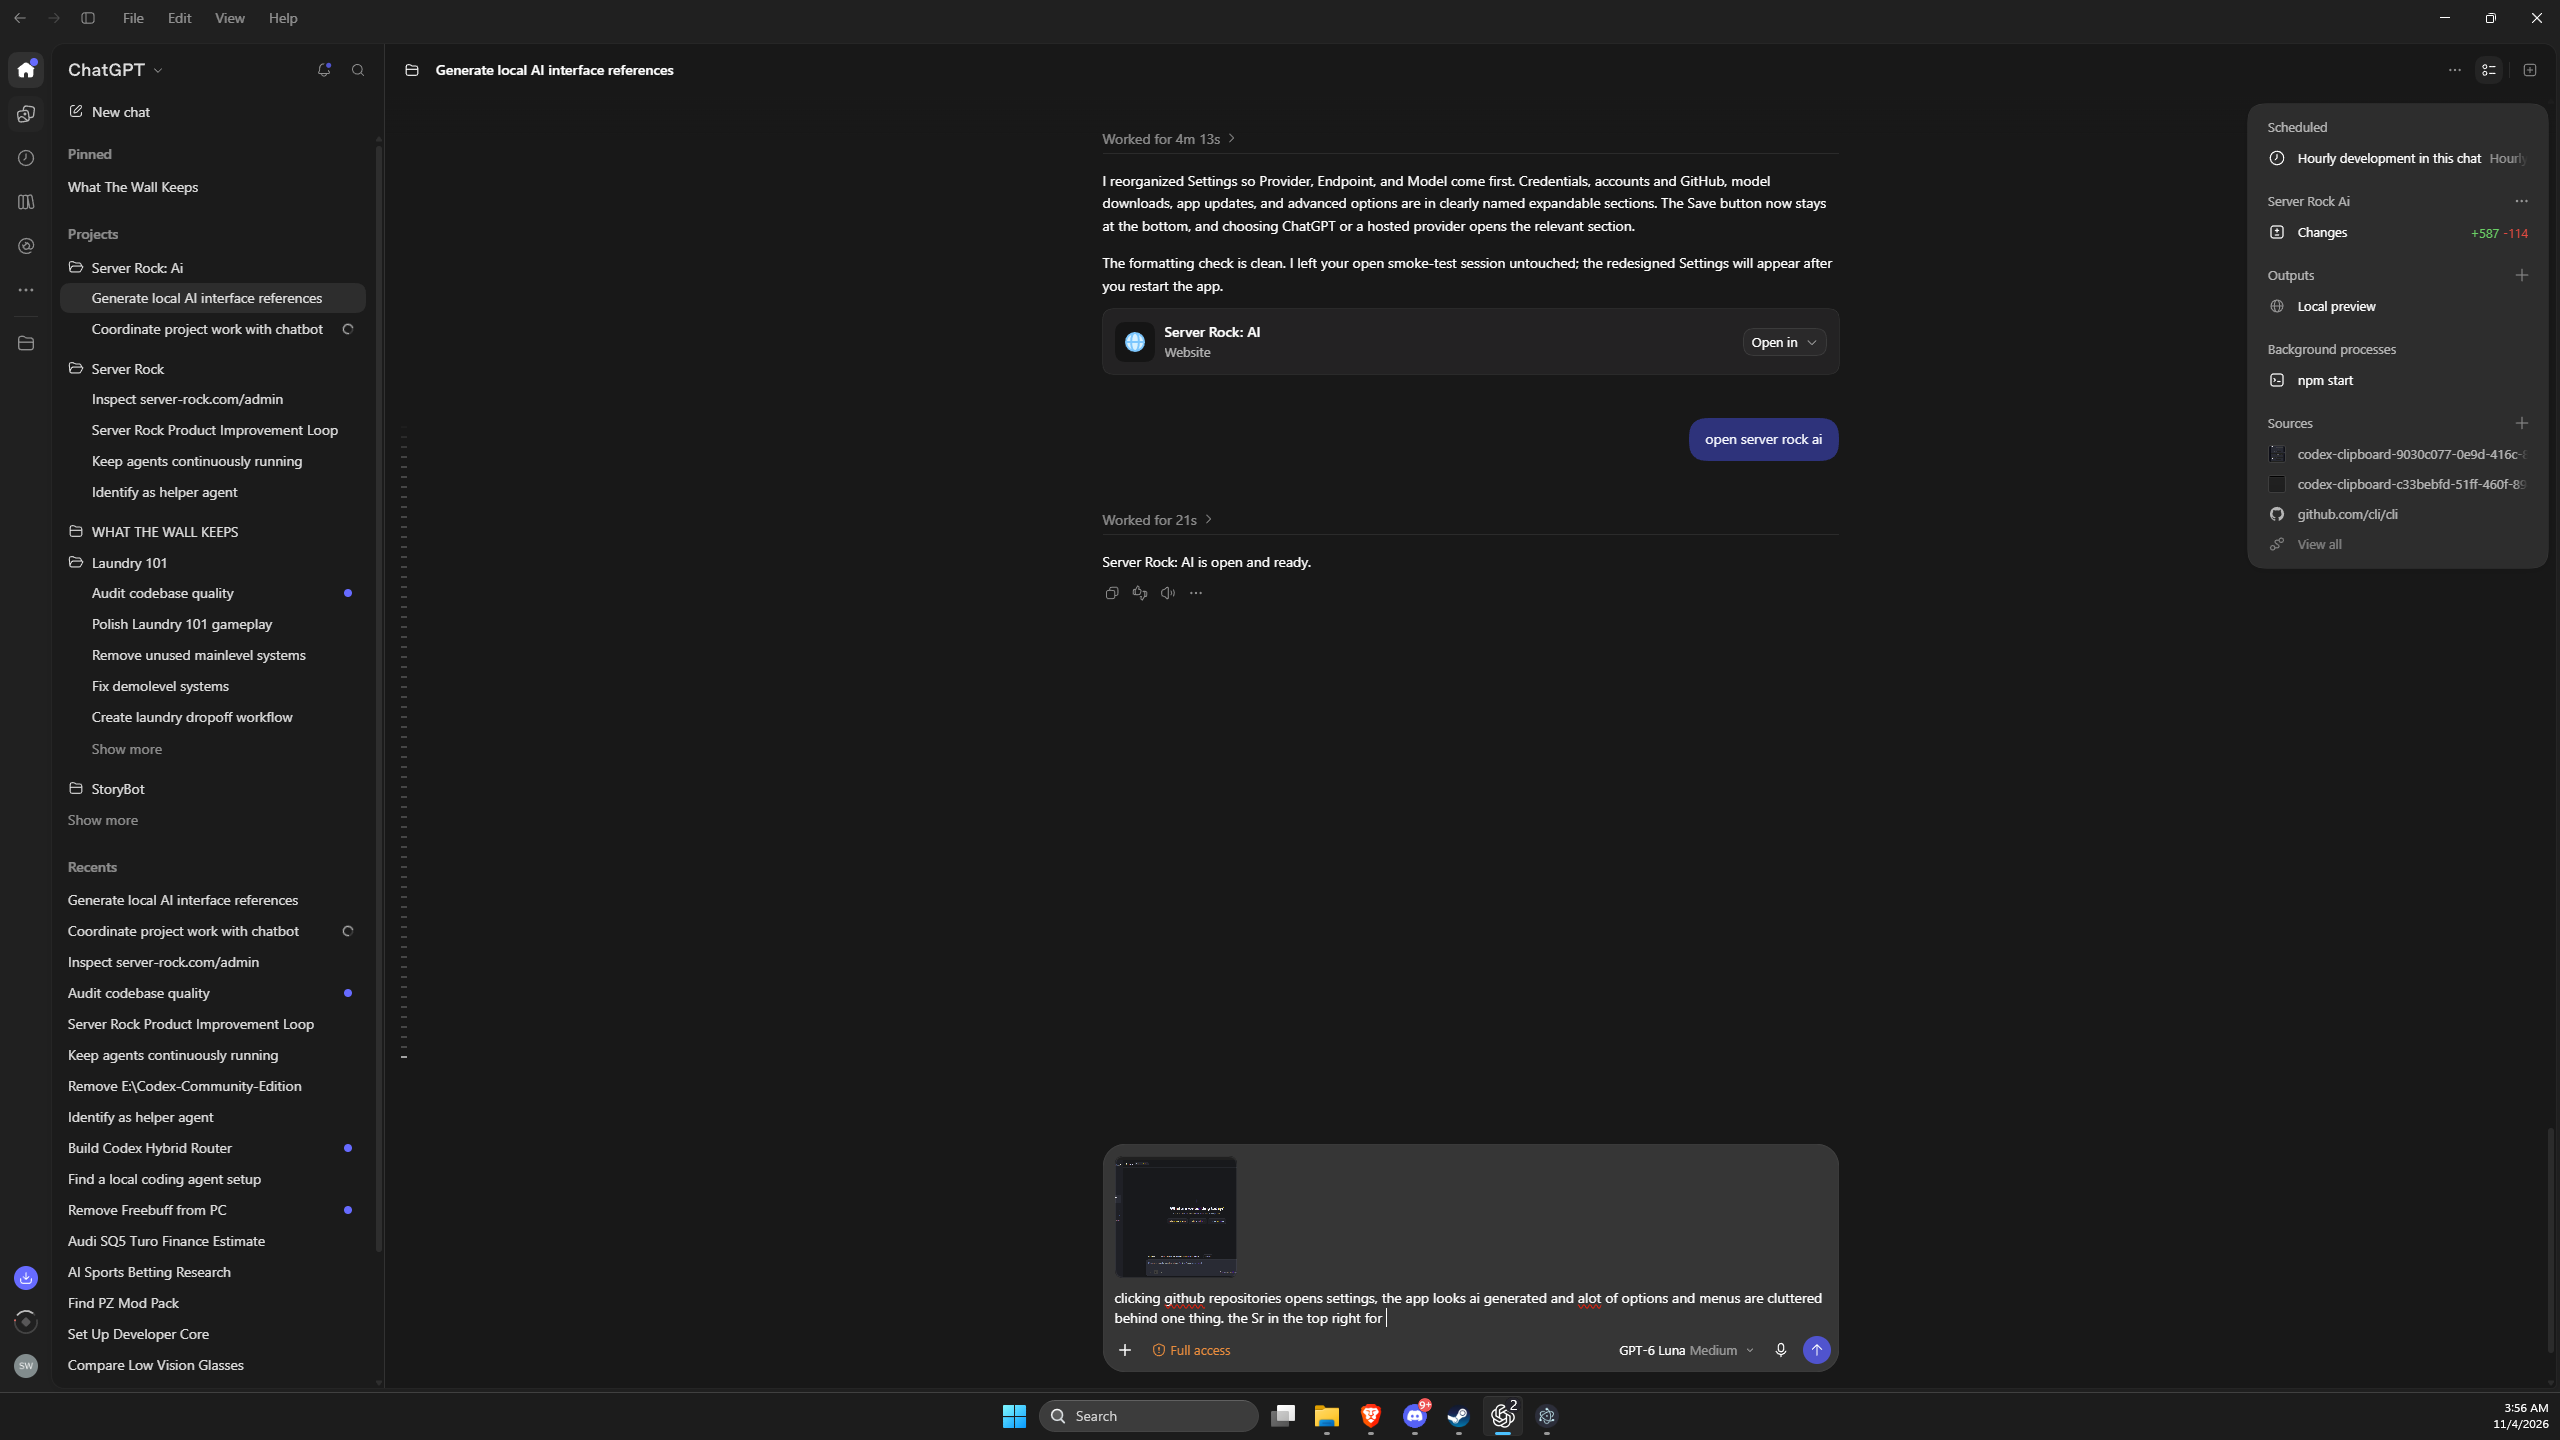 File Edit View Help
ChatGPT
New chat
Pinned
What The Wall Keeps
Projects
Server Rock: Ai
Generate local AI interface references
Coordinate project work with chatbot
Server Rock
Inspect server-rock.com/admin
Server Rock Product Improvement Loop
Keep agents continuously running
Identify as helper agent
WHAT THE WALL KEEPS
Laundry 101
Audit codebase quality
Polish Laundry 101 gameplay
Remove unused mainlevel systems
Fix demolevel systems
Create laundry dropoff workflow
Show more
StoryBot
Show more
Recents
Generate local AI interface references
Coordinate project work with chatbot
Inspect server-rock.com/admin
Audit codebase quality
Server Rock Product Improvement Loop
Keep agents continuously running
Remove E:\Codex-Community-Edition
Identify as helper agent
Build Codex Hybrid Router
Find a local coding agent setup
Remove Freebuff from PC
Audi SQ5 Turo Finance Estimate
AI Sports Betting Research
Find PZ Mod Pack
Set Up Developer Core
Compare Low Vision Glasses
SW
Generate local AI interface references
Worked for 4m 13s
I reorganized Settings so Provider, Endpoint, and Model come first. Credentials, accounts and GitHub, model
downloads, app updates, and advanced options are in clearly named expandable sections. The Save button now stays
at the bottom, and choosing ChatGPT or a hosted provider opens the relevant section.
The formatting check is clean. I left your open smoke-test session untouched; the redesigned Settings will appear after
you restart the app.
Server Rock: AI
Website
Open in
open server rock ai
Worked for 21s
Server Rock: AI is open and ready.
clicking github repositories opens settings, the app looks ai generated and alot of options and menus are cluttered
behind one thing. the Sr in the top right for
Full access
GPT-6 Luna Medium
Scheduled
Hourly development in this chat Hourly
Server Rock Ai
Changes +587 -114
Outputs
Local preview
Background processes
npm start
Sources
codex-clipboard-9030c077-0e9d-416c-
codex-clipboard-c33bebfd-51ff-460f-89
github.com/cli/cli
View all
Search
9+
2
3:56 AM
11/4/2026